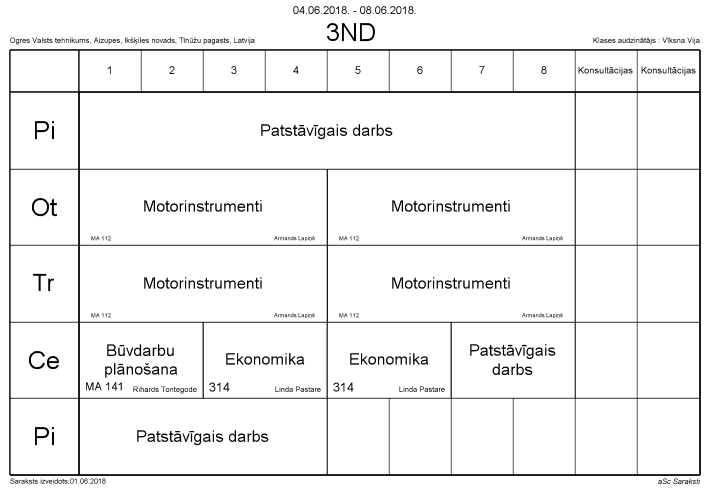 04.06.2018. - 08.06.2018.
3ND
Ogres Valsts tehnikums, Aizupes, Ikšķiles novads, Tīnūžu pagasts, Latvija
Klases audzinātājs : Vīksna Vija
1 2 3 4 5 6 7 8 Konsultācijas Konsultācijas
Pi
Patstāvīgais darbs
Ot
Motorinstrumenti
MA 112 Armands Lapiņš
Motorinstrumenti
MA 112 Armands Lapiņš
Tr
Motorinstrumenti
MA 112 Armands Lapiņš
Motorinstrumenti
MA 112 Armands Lapiņš
Ce
Būvdarbu
plānošana
MA 141 Rihards Tontegode
Ekonomika
314 Linda Pastare
Ekonomika
314 Linda Pastare
Patstāvīgais
darbs
Pi
Patstāvīgais darbs
Saraksts izveidots:01.06.2018
aSc Saraksti